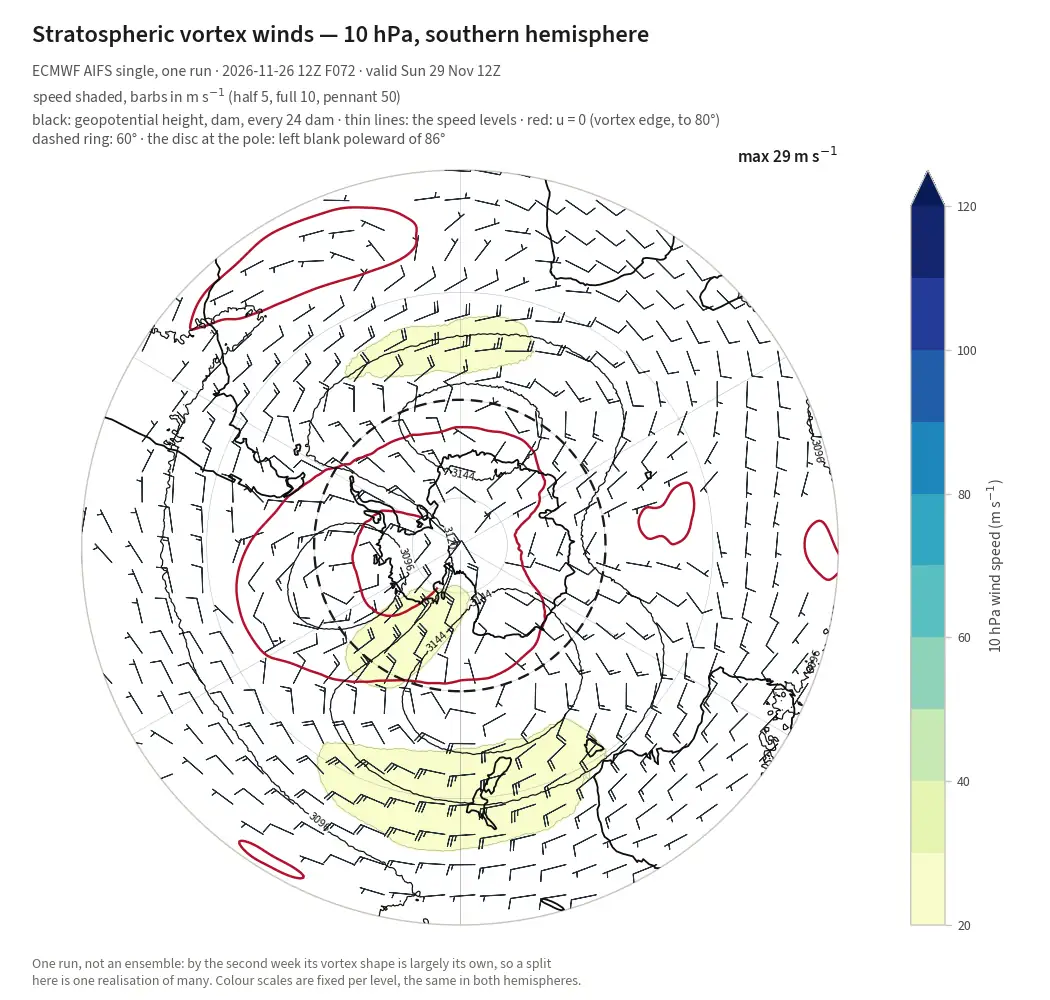 Stratospheric vortex winds — 10 hPa, southern hemisphere
ECMWF AIFS single, one run · 2026-11-26 12Z F072 · valid Sun 29 Nov 12Z
speed shaded, barbs in m s⁻¹ (half 5, full 10, pennant 50)
black: geopotential height, dam, every 24 dam · thin lines: the speed levels · red: u = 0 (vortex edge, to 80°)
dashed ring: 60° · the disc at the pole: left blank poleward of 86°
max 29 m s⁻¹
120
100
80
60
40
20
10 hPa wind speed (m s⁻¹)
3096
3144
3096
3144
3144
3096
One run, not an ensemble: by the second week its vortex shape is largely its own, so a split
here is one realisation of many. Colour scales are fixed per level, the same in both hemispheres.